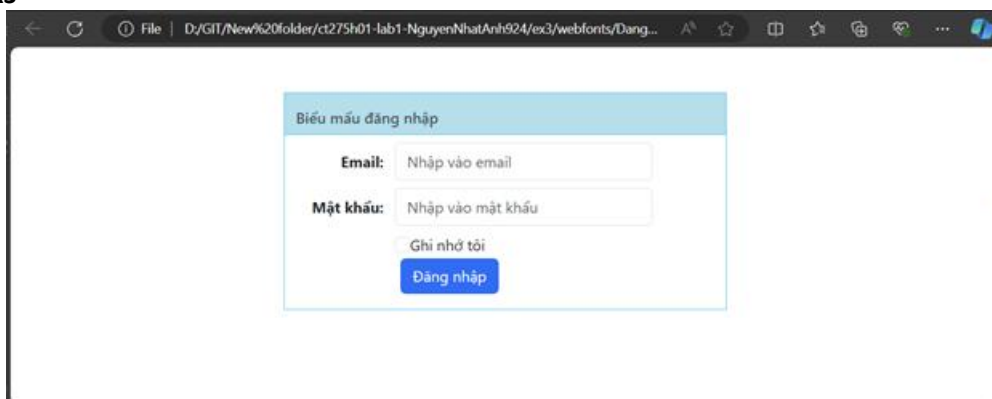 File | D:/GIT/New%20folder/ct275h01-lab1-NguyenNhatAnh924/ex3/webfonts/Dang...
Biểu mẫu đăng nhập
Email: Nhập vào email
Mật khẩu: Nhập vào mật khẩu
Ghi nhớ tôi
Đăng nhập